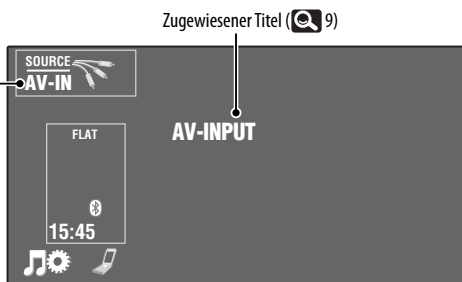 Zugewiesener Titel ( 9)
SOURCE
AV-IN
AV-INPUT
FLAT
15:45